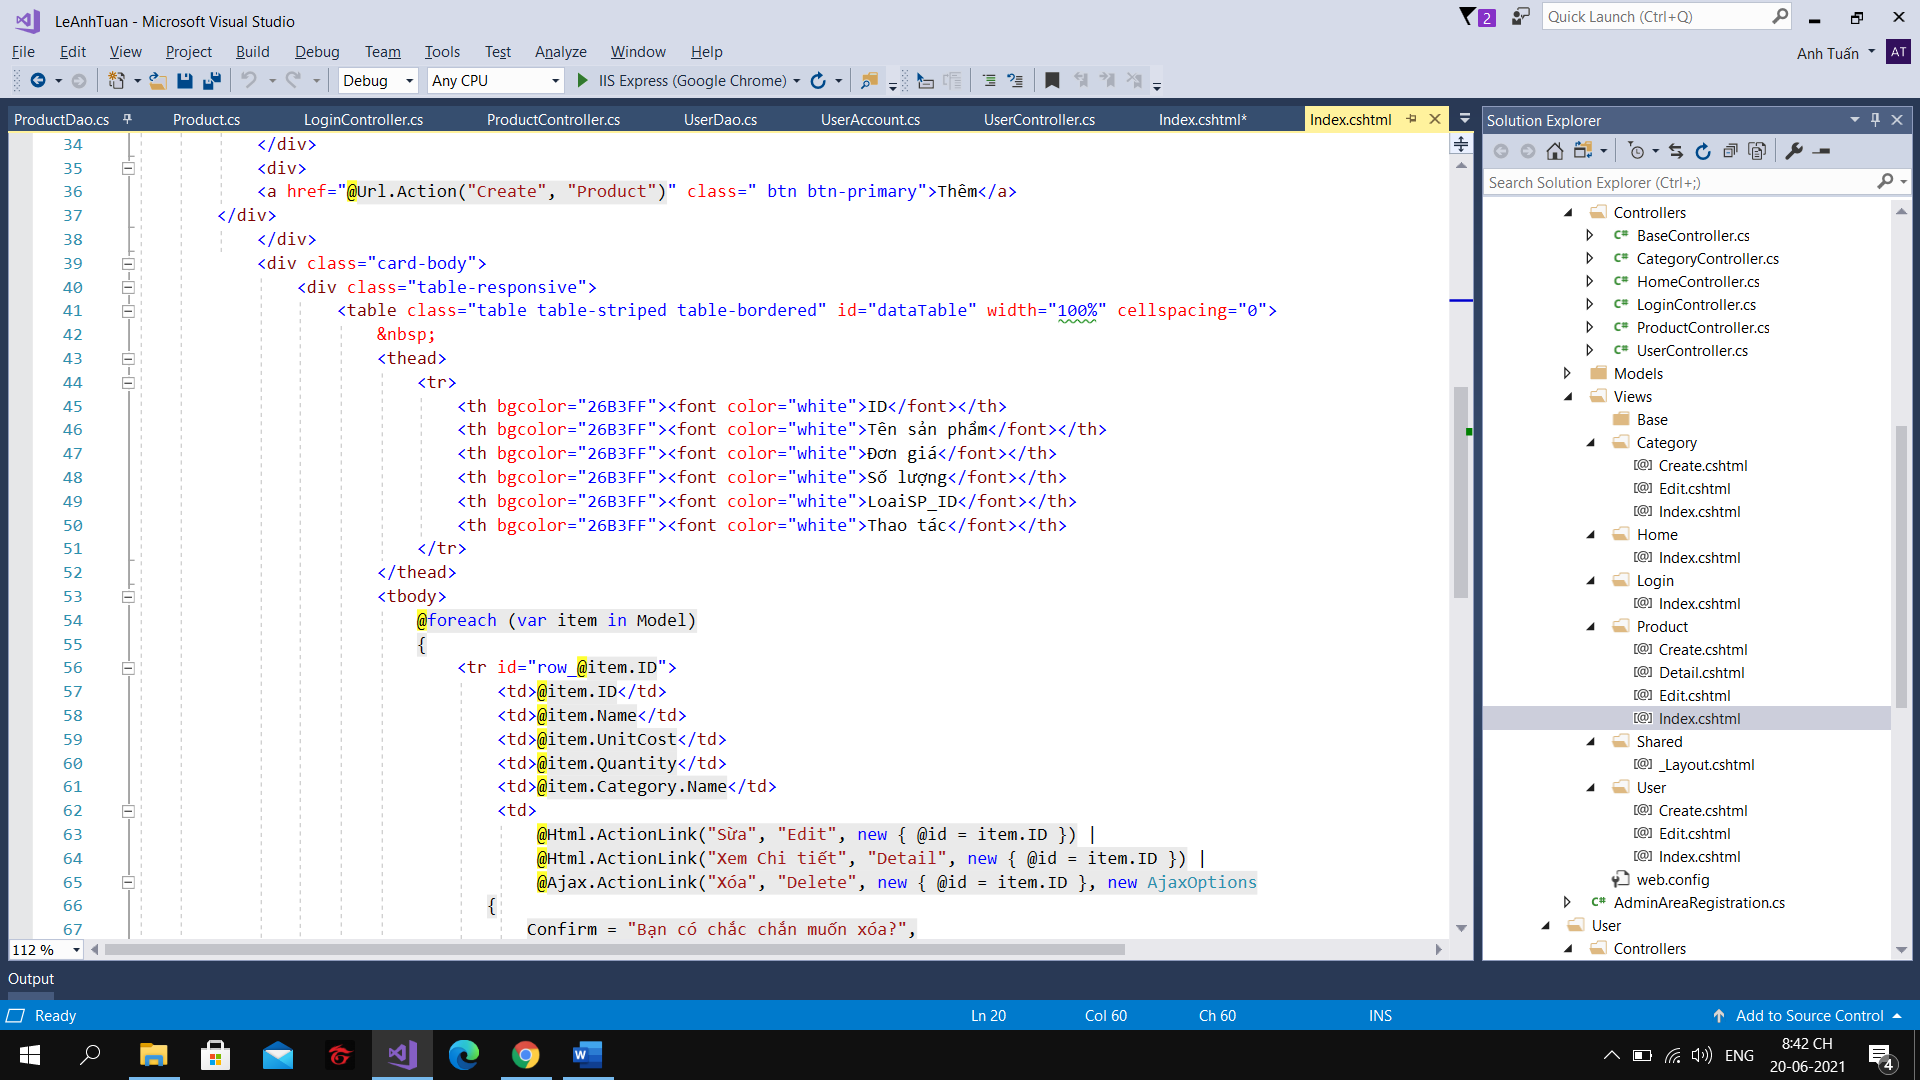 LeAnhTuan - Microsoft Visual Studio
2
Quick Launch (Ctrl+Q)
File Edit View Project Build Debug Team Tools Test Analyze Window Help
Anh Tuấn AT
Debug Any CPU IIS Express (Google Chrome)
ProductDao.cs Product.cs LoginController.cs ProductController.cs UserDao.cs UserAccount.cs UserController.cs Index.cshtml* Index.cshtml
34 </div>
35 <div>
36 <a href="@Url.Action("Create", "Product")" class=" btn btn-primary">Thêm</a>
37 </div>
38 </div>
39 <div class="card-body">
40 <div class="table-responsive">
41 <table class="table table-striped table-bordered" id="dataTable" width="100%" cellspacing="0">
42 &nbsp;
43 <thead>
44 <tr>
45 <th bgcolor="26B3FF"><font color="white">ID</font></th>
46 <th bgcolor="26B3FF"><font color="white">Tên sản phẩm</font></th>
47 <th bgcolor="26B3FF"><font color="white">Đơn giá</font></th>
48 <th bgcolor="26B3FF"><font color="white">Số lượng</font></th>
49 <th bgcolor="26B3FF"><font color="white">LoaiSP_ID</font></th>
50 <th bgcolor="26B3FF"><font color="white">Thao tác</font></th>
51 </tr>
52 </thead>
53 <tbody>
54 @foreach (var item in Model)
55 {
56 <tr id="row_@item.ID">
57 <td>@item.ID</td>
58 <td>@item.Name</td>
59 <td>@item.UnitCost</td>
60 <td>@item.Quantity</td>
61 <td>@item.Category.Name</td>
62 <td>
63 @Html.ActionLink("Sửa", "Edit", new { @id = item.ID }) |
64 @Html.ActionLink("Xem Chi tiết", "Detail", new { @id = item.ID }) |
65 @Ajax.ActionLink("Xóa", "Delete", new { @id = item.ID }, new AjaxOptions
66 {
67 Confirm = "Bạn có chắc chắn muốn xóa?",
112 %
Solution Explorer
Search Solution Explorer (Ctrl+;)
Controllers
C# BaseController.cs
C# CategoryController.cs
C# HomeController.cs
C# LoginController.cs
C# ProductController.cs
C# UserController.cs
Models
Views
Base
Category
[@] Create.cshtml
[@] Edit.cshtml
[@] Index.cshtml
Home
[@] Index.cshtml
Login
[@] Index.cshtml
Product
[@] Create.cshtml
[@] Detail.cshtml
[@] Edit.cshtml
[@] Index.cshtml
Shared
[@] _Layout.cshtml
User
[@] Create.cshtml
[@] Edit.cshtml
[@] Index.cshtml
web.config
C# AdminAreaRegistration.cs
User
Controllers
Output
Ready Ln 20 Col 60 Ch 60 INS Add to Source Control
ENG
8:42 CH
20-06-2021
4